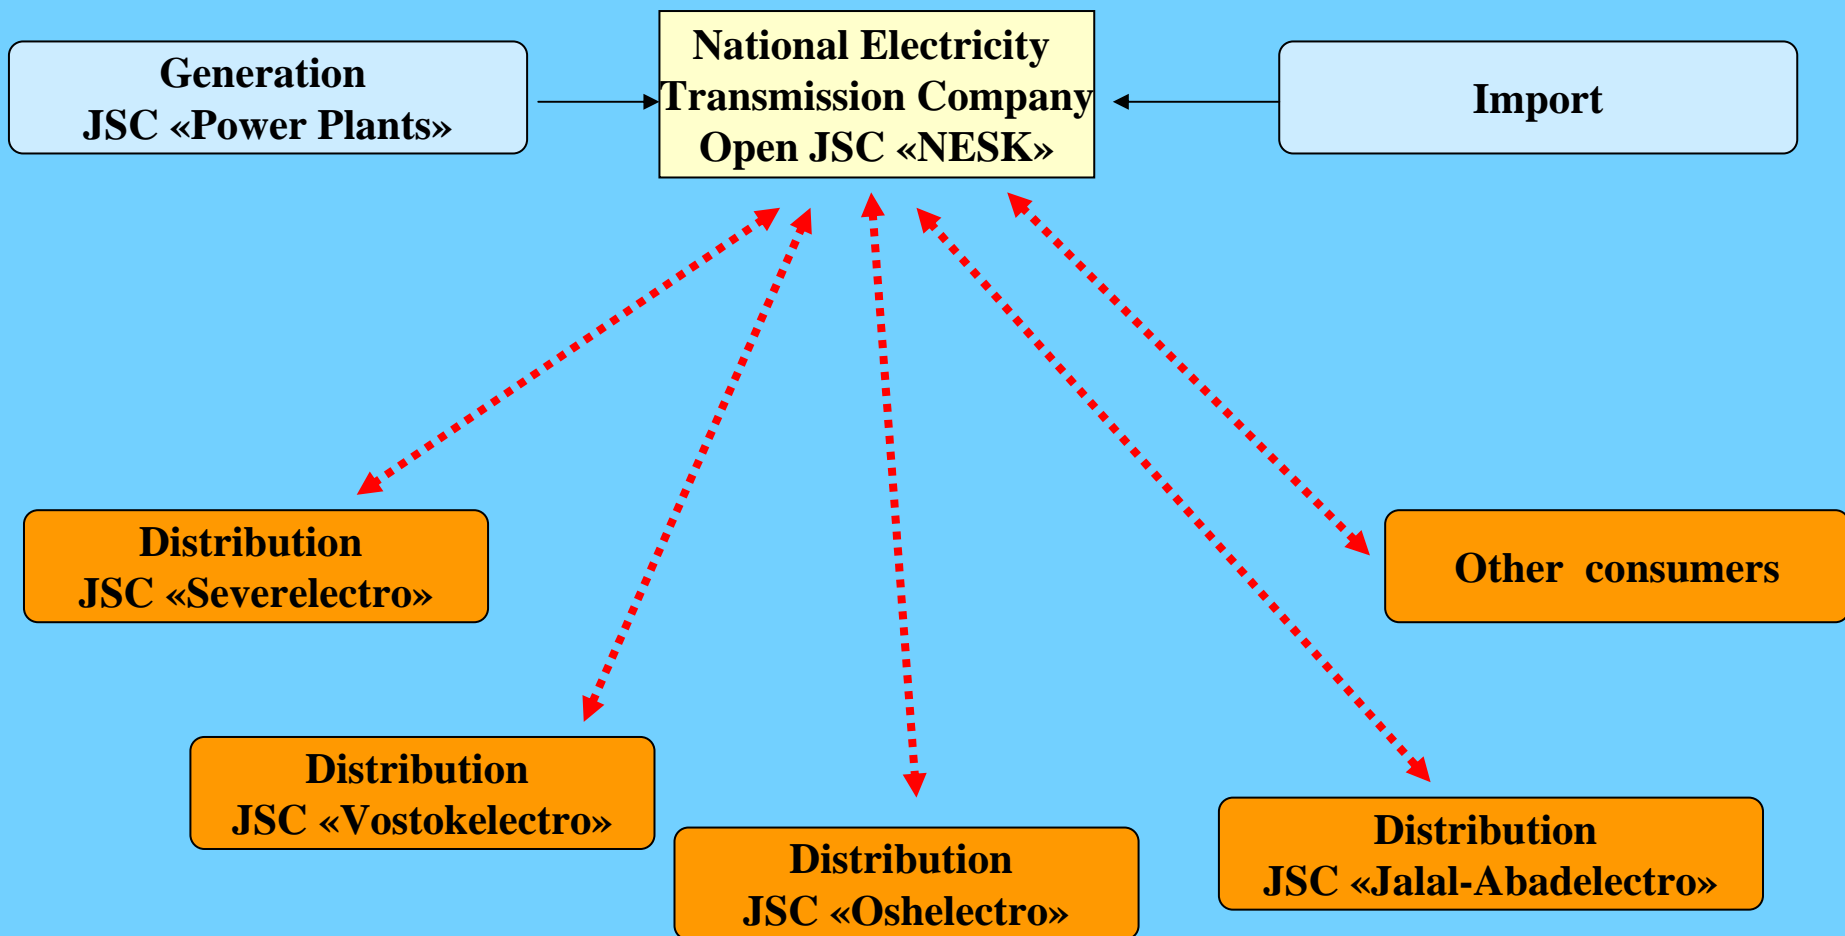 Generation
JSC «Power Plants»
National Electricity
Transmission Company
Open JSC «NESK»
Import
Distribution
JSC «Severelectro»
Other consumers
Distribution
JSC «Vostokelectro»
Distribution
JSC «Oshelectro»
Distribution
JSC «Jalal-Abadelectro»